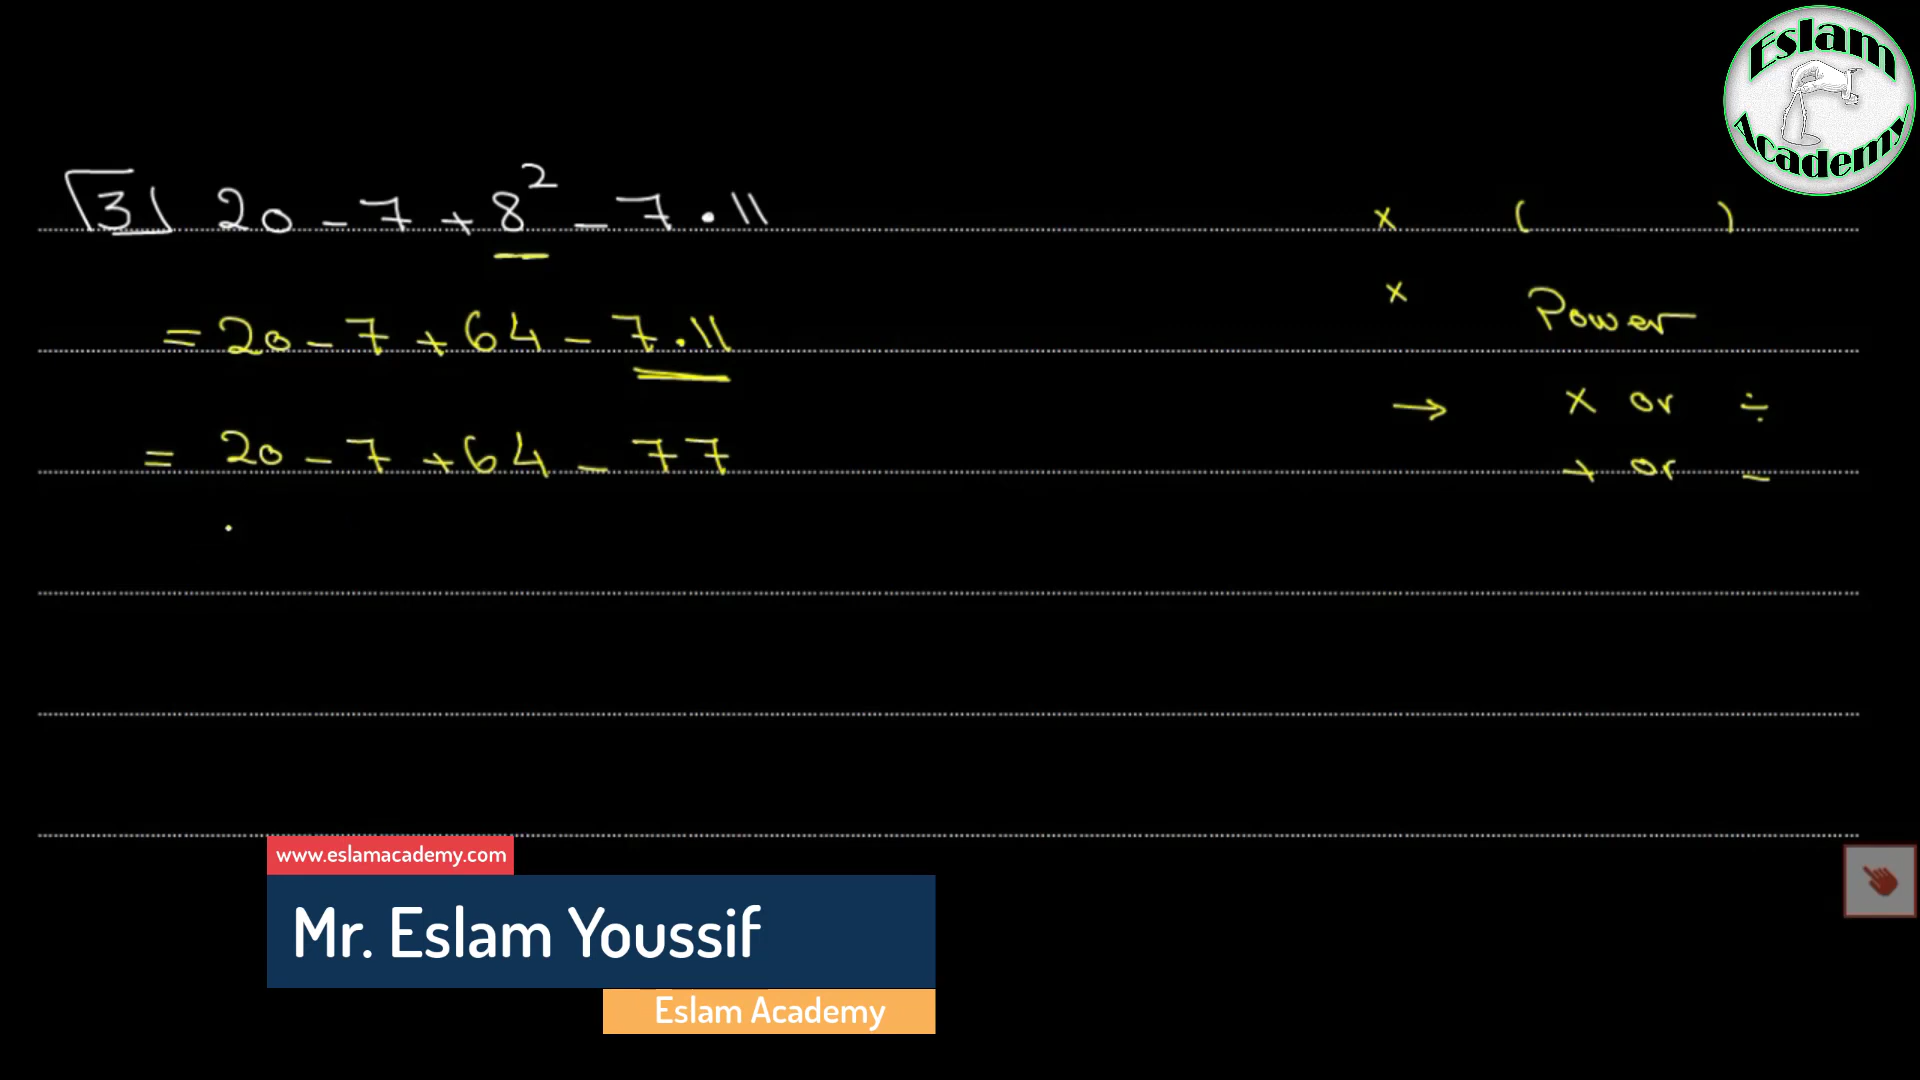 Eslam
Academy
[3] 20 - 7 + 8² - 7 · 11
= 20 - 7 + 64 - 7 · 11
= 20 - 7 + 64 - 77
× ( )
× Power
→ × or ÷
+ or -
www.eslamacademy.com
Mr. Eslam Youssif
Eslam Academy